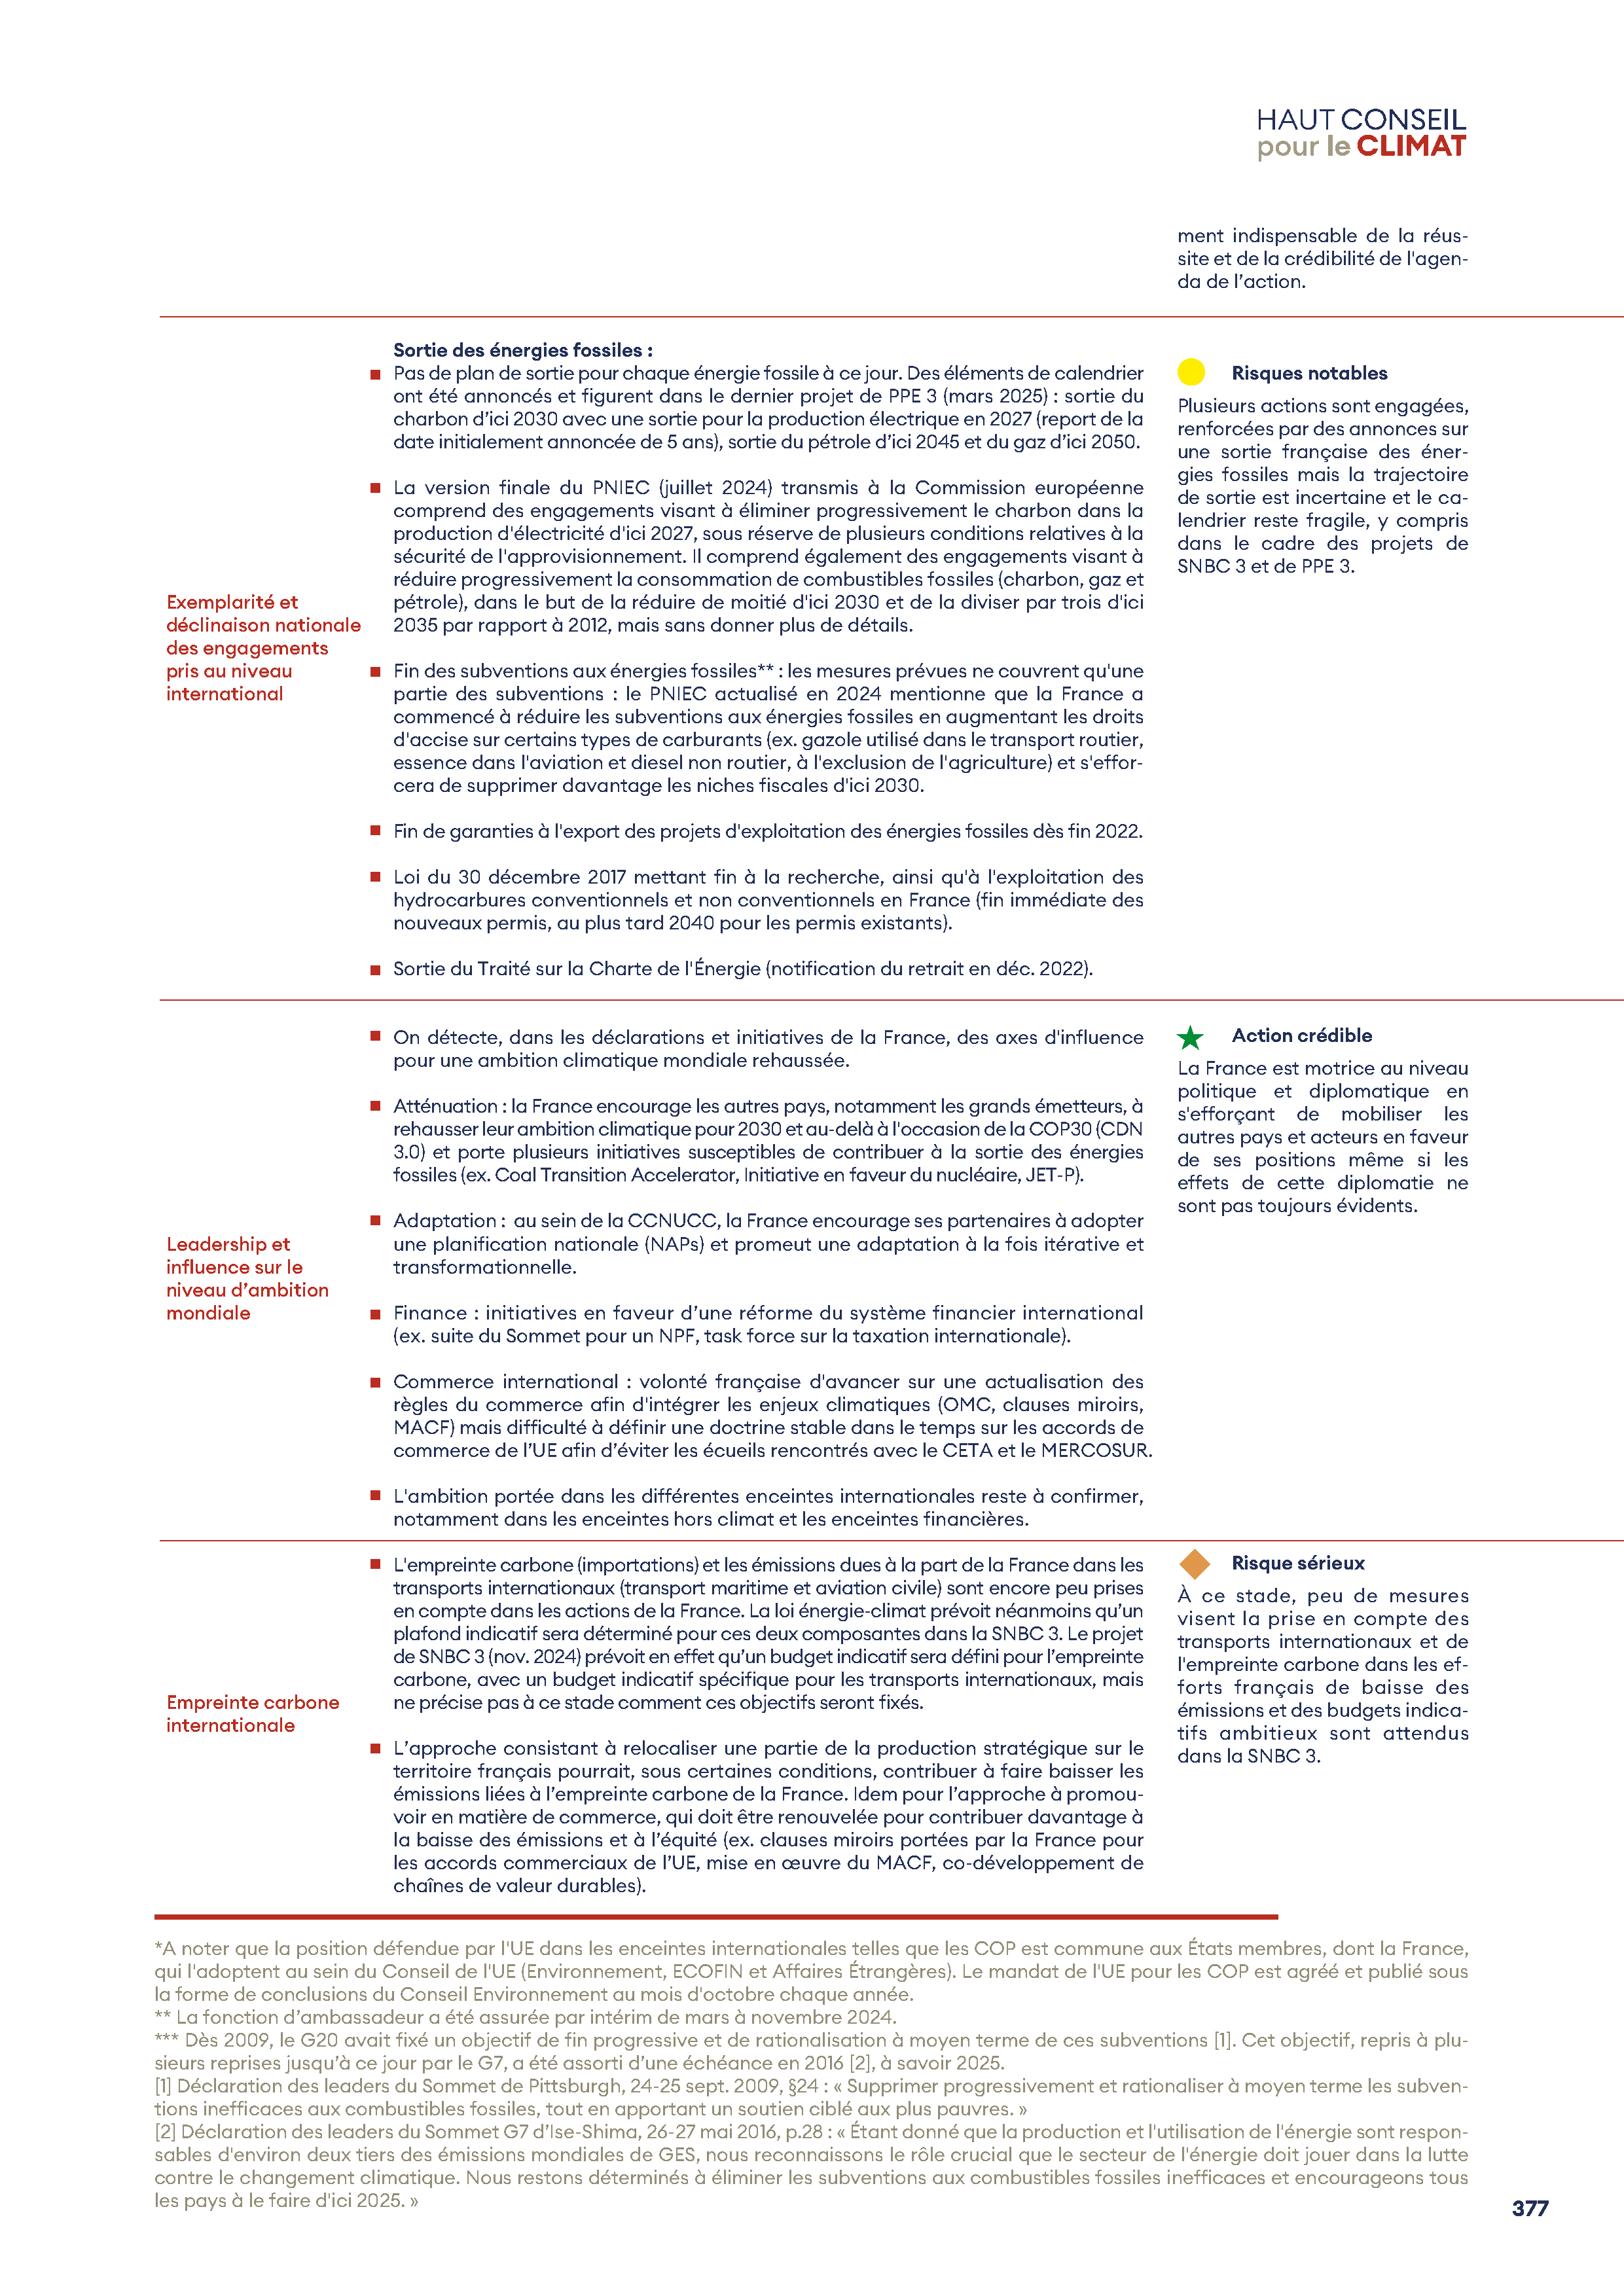 HAUT CONSEIL
pour le CLIMAT
ment indispensable de la réus-
site et de la crédibilité de l'agen-
da de l’action.
Exemplarité et
déclinaison nationale
des engagements
pris au niveau
international
Sortie des énergies fossiles :
■ Pas de plan de sortie pour chaque énergie fossile à ce jour. Des éléments de calendrier
ont été annoncés et figurent dans le dernier projet de PPE 3 (mars 2025) : sortie du
charbon d’ici 2030 avec une sortie pour la production électrique en 2027 (report de la
date initialement annoncée de 5 ans), sortie du pétrole d’ici 2045 et du gaz d’ici 2050.
■ La version finale du PNIEC (juillet 2024) transmis à la Commission européenne
comprend des engagements visant à éliminer progressivement le charbon dans la
production d'électricité d'ici 2027, sous réserve de plusieurs conditions relatives à la
sécurité de l'approvisionnement. Il comprend également des engagements visant à
réduire progressivement la consommation de combustibles fossiles (charbon, gaz et
pétrole), dans le but de la réduire de moitié d'ici 2030 et de la diviser par trois d'ici
2035 par rapport à 2012, mais sans donner plus de détails.
■ Fin des subventions aux énergies fossiles** : les mesures prévues ne couvrent qu'une
partie des subventions : le PNIEC actualisé en 2024 mentionne que la France a
commencé à réduire les subventions aux énergies fossiles en augmentant les droits
d'accise sur certains types de carburants (ex. gazole utilisé dans le transport routier,
essence dans l'aviation et diesel non routier, à l'exclusion de l'agriculture) et s'effor-
cera de supprimer davantage les niches fiscales d'ici 2030.
■ Fin de garanties à l'export des projets d'exploitation des énergies fossiles dès fin 2022.
■ Loi du 30 décembre 2017 mettant fin à la recherche, ainsi qu'à l'exploitation des
hydrocarbures conventionnels et non conventionnels en France (fin immédiate des
nouveaux permis, au plus tard 2040 pour les permis existants).
■ Sortie du Traité sur la Charte de l'Énergie (notification du retrait en déc. 2022).
Risques notables
Plusieurs actions sont engagées,
renforcées par des annonces sur
une sortie française des éner-
gies fossiles mais la trajectoire
de sortie est incertaine et le ca-
lendrier reste fragile, y compris
dans le cadre des projets de
SNBC 3 et de PPE 3.
Leadership et
influence sur le
niveau d’ambition
mondiale
■ On détecte, dans les déclarations et initiatives de la France, des axes d'influence
pour une ambition climatique mondiale rehaussée.
■ Atténuation : la France encourage les autres pays, notamment les grands émetteurs, à
rehausser leur ambition climatique pour 2030 et au-delà à l'occasion de la COP30 (CDN
3.0) et porte plusieurs initiatives susceptibles de contribuer à la sortie des énergies
fossiles (ex. Coal Transition Accelerator, Initiative en faveur du nucléaire, JET-P).
■ Adaptation : au sein de la CCNUCC, la France encourage ses partenaires à adopter
une planification nationale (NAPs) et promeut une adaptation à la fois itérative et
transformationnelle.
■ Finance : initiatives en faveur d’une réforme du système financier international
(ex. suite du Sommet pour un NPF, task force sur la taxation internationale).
■ Commerce international : volonté française d'avancer sur une actualisation des
règles du commerce afin d'intégrer les enjeux climatiques (OMC, clauses miroirs,
MACF) mais difficulté à définir une doctrine stable dans le temps sur les accords de
commerce de l’UE afin d’éviter les écueils rencontrés avec le CETA et le MERCOSUR.
■ L'ambition portée dans les différentes enceintes internationales reste à confirmer,
notamment dans les enceintes hors climat et les enceintes financières.
Action crédible
La France est motrice au niveau
politique et diplomatique en
s'efforçant de mobiliser les
autres pays et acteurs en faveur
de ses positions même si les
effets de cette diplomatie ne
sont pas toujours évidents.
Empreinte carbone
internationale
■ L'empreinte carbone (importations) et les émissions dues à la part de la France dans les
transports internationaux (transport maritime et aviation civile) sont encore peu prises
en compte dans les actions de la France. La loi énergie-climat prévoit néanmoins qu’un
plafond indicatif sera déterminé pour ces deux composantes dans la SNBC 3. Le projet
de SNBC 3 (nov. 2024) prévoit en effet qu’un budget indicatif sera défini pour l’empreinte
carbone, avec un budget indicatif spécifique pour les transports internationaux, mais
ne précise pas à ce stade comment ces objectifs seront fixés.
■ L’approche consistant à relocaliser une partie de la production stratégique sur le
territoire français pourrait, sous certaines conditions, contribuer à faire baisser les
émissions liées à l’empreinte carbone de la France. Idem pour l’approche à promou-
voir en matière de commerce, qui doit être renouvelée pour contribuer davantage à
la baisse des émissions et à l’équité (ex. clauses miroirs portées par la France pour
les accords commerciaux de l’UE, mise en œuvre du MACF, co-développement de
chaînes de valeur durables).
Risque sérieux
À ce stade, peu de mesures
visent la prise en compte des
transports internationaux et de
l'empreinte carbone dans les ef-
forts français de baisse des
émissions et des budgets indica-
tifs ambitieux sont attendus
dans la SNBC 3.
*A noter que la position défendue par l'UE dans les enceintes internationales telles que les COP est commune aux États membres, dont la France,
qui l'adoptent au sein du Conseil de l'UE (Environnement, ECOFIN et Affaires Étrangères). Le mandat de l'UE pour les COP est agréé et publié sous
la forme de conclusions du Conseil Environnement au mois d'octobre chaque année.
** La fonction d’ambassadeur a été assurée par intérim de mars à novembre 2024.
*** Dès 2009, le G20 avait fixé un objectif de fin progressive et de rationalisation à moyen terme de ces subventions [1]. Cet objectif, repris à plu-
sieurs reprises jusqu’à ce jour par le G7, a été assorti d’une échéance en 2016 [2], à savoir 2025.
[1] Déclaration des leaders du Sommet de Pittsburgh, 24-25 sept. 2009, §24 : « Supprimer progressivement et rationaliser à moyen terme les subven-
tions inefficaces aux combustibles fossiles, tout en apportant un soutien ciblé aux plus pauvres. »
[2] Déclaration des leaders du Sommet G7 d’Ise-Shima, 26-27 mai 2016, p.28 : « Étant donné que la production et l'utilisation de l'énergie sont respon-
sables d'environ deux tiers des émissions mondiales de GES, nous reconnaissons le rôle crucial que le secteur de l'énergie doit jouer dans la lutte
contre le changement climatique. Nous restons déterminés à éliminer les subventions aux combustibles fossiles inefficaces et encourageons tous
les pays à le faire d'ici 2025. »
377